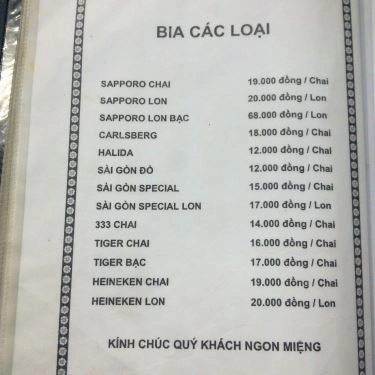 BIA CÁC LOẠI
SAPPORO CHAI 19.000 đồng / Chai
SAPPORO LON 20.000 đồng / Lon
SAPPORO LON BẠC 68.000 đồng / Lon
CARLSBERG 18.000 đồng / Chai
HALIDA 12.000 đồng / Chai
SÀI GÒN ĐỎ 12.000 đồng / Chai
SÀI GÒN SPECIAL 15.000 đồng / Chai
SÀI GÒN SPECIAL LON 17.000 đồng / Lon
333 CHAI 14.000 đồng / Chai
TIGER CHAI 16.000 đồng / Chai
TIGER BẠC 17.000 đồng / Chai
HEINEKEN CHAI 19.000 đồng / Chai
HEINEKEN LON 20.000 đồng / Lon
KÍNH CHÚC QUÝ KHÁCH NGON MIỆNG